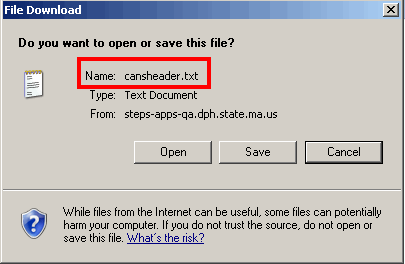 File Download
Do you want to open or save this file?
Name: cansheader.txt
Type: Text Document
From: steps-apps-qa.dph.state.ma.us
Open Save Cancel
While files from the Internet can be useful, some files can potentially
harm your computer. If you do not trust the source, do not open or
save this file. What's the risk?